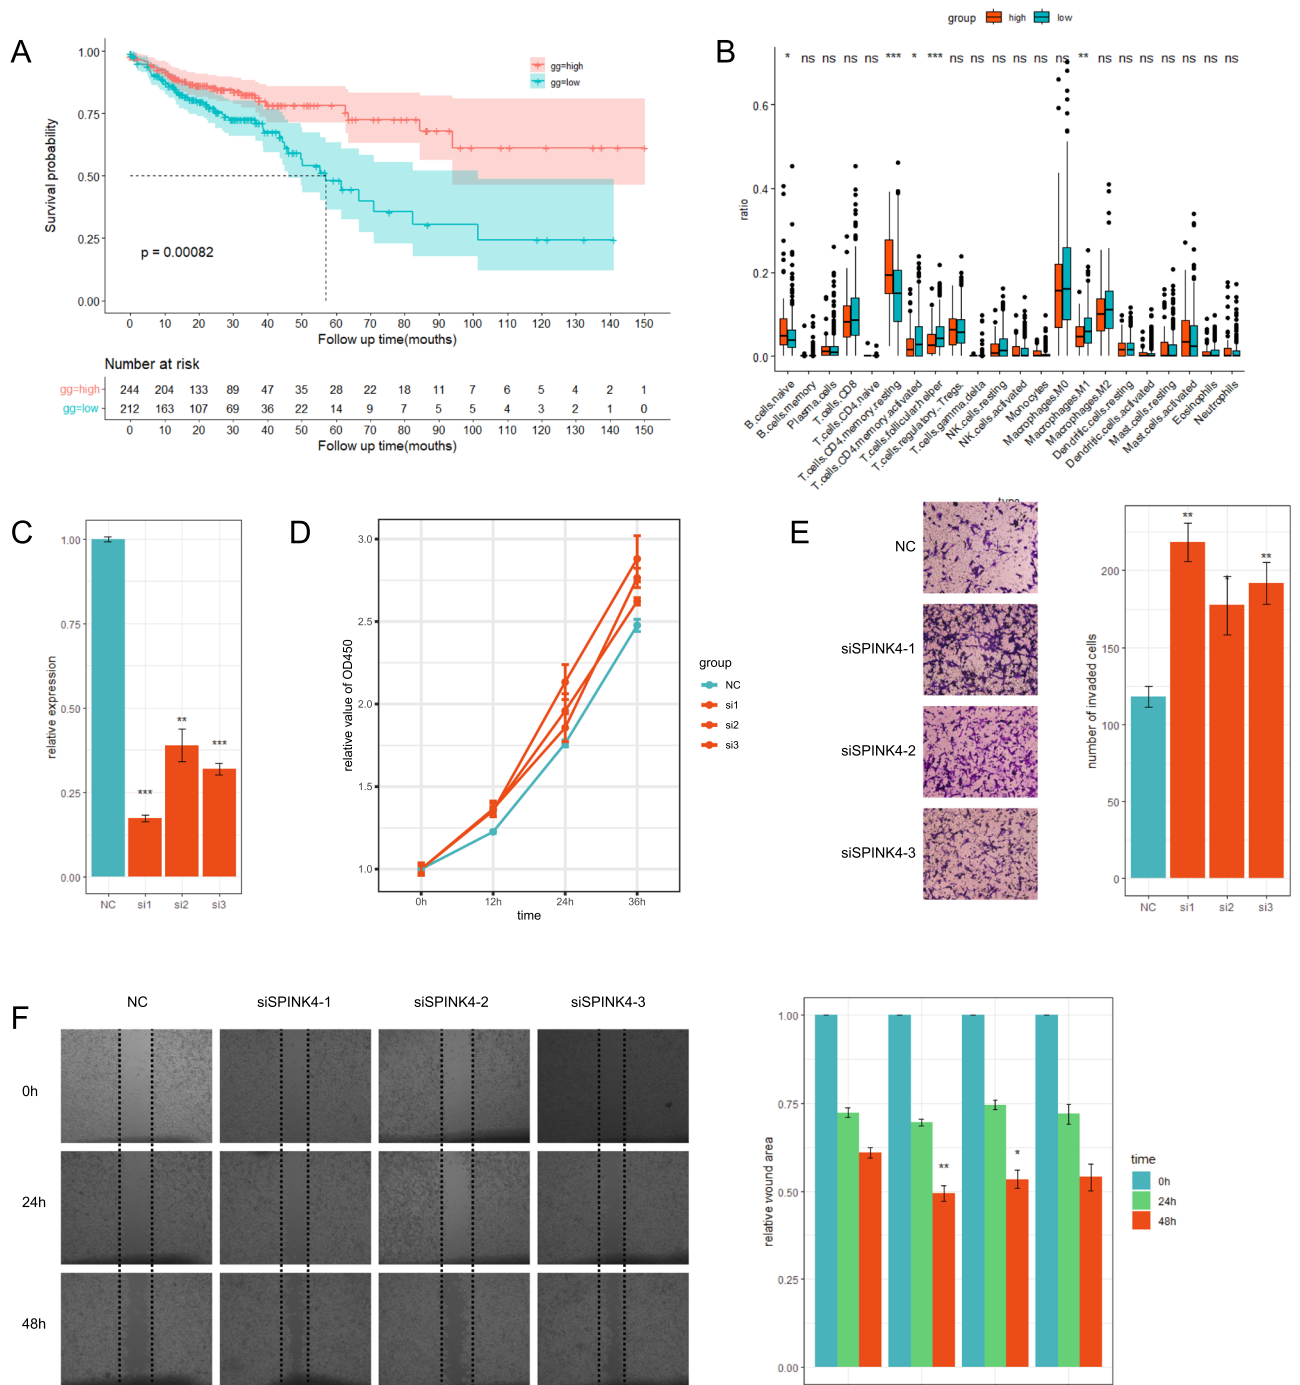 A
1.00
0.75
0.50
0.25
0.00
Survival probability
gg=high
gg=low
p = 0.00082
0 10 20 30 40 50 60 70 80 90 100 110 120 130 140 150
Follow up time(mouths)
Number at risk
gg=high 244 204 133 89 47 35 28 22 18 11 7 6 5 4 2 1
gg=low 212 163 107 69 36 22 14 9 7 5 5 4 3 2 1 0
0 10 20 30 40 50 60 70 80 90 100 110 120 130 140 150
Follow up time(mouths)
B
group high low
* ns ns ns ns *** * *** ns ns ns ns ns ns ** ns ns ns ns ns ns ns
0.6
0.4
0.2
0.0
ratio
B.cells.naive
B.cells.memory
Plasma.cells
T.cells.CD8
T.cells.CD4.naive
T.cells.CD4.memory.resting
T.cells.CD4.memory.activated
T.cells.follicular.helper
T.cells.regulatory..Tregs.
T.cells.gamma.delta
NK.cells.resting
NK.cells.activated
Monocytes
Macrophages.M0
Macrophages.M1
Macrophages.M2
Dendritic.cells.resting
Dendritic.cells.activated
Mast.cells.resting
Mast.cells.activated
Eosinophils
Neutrophils
type
C
1.00
0.75
0.50
0.25
0.00
relative expression
***
**
***
NC si1 si2 si3
D
3.0
2.5
2.0
1.5
1.0
relative value of OD450
0h 12h 24h 36h
time
group
NC
si1
si2
si3
E
NC
siSPINK4-1
siSPINK4-2
siSPINK4-3
200
150
100
50
0
number of invaded cells
**
*
**
NC si1 si2 si3
F
NC siSPINK4-1 siSPINK4-2 siSPINK4-3
0h
24h
48h
1.00
0.75
0.50
0.25
0.00
relative wound area
**
*
time
0h
24h
48h